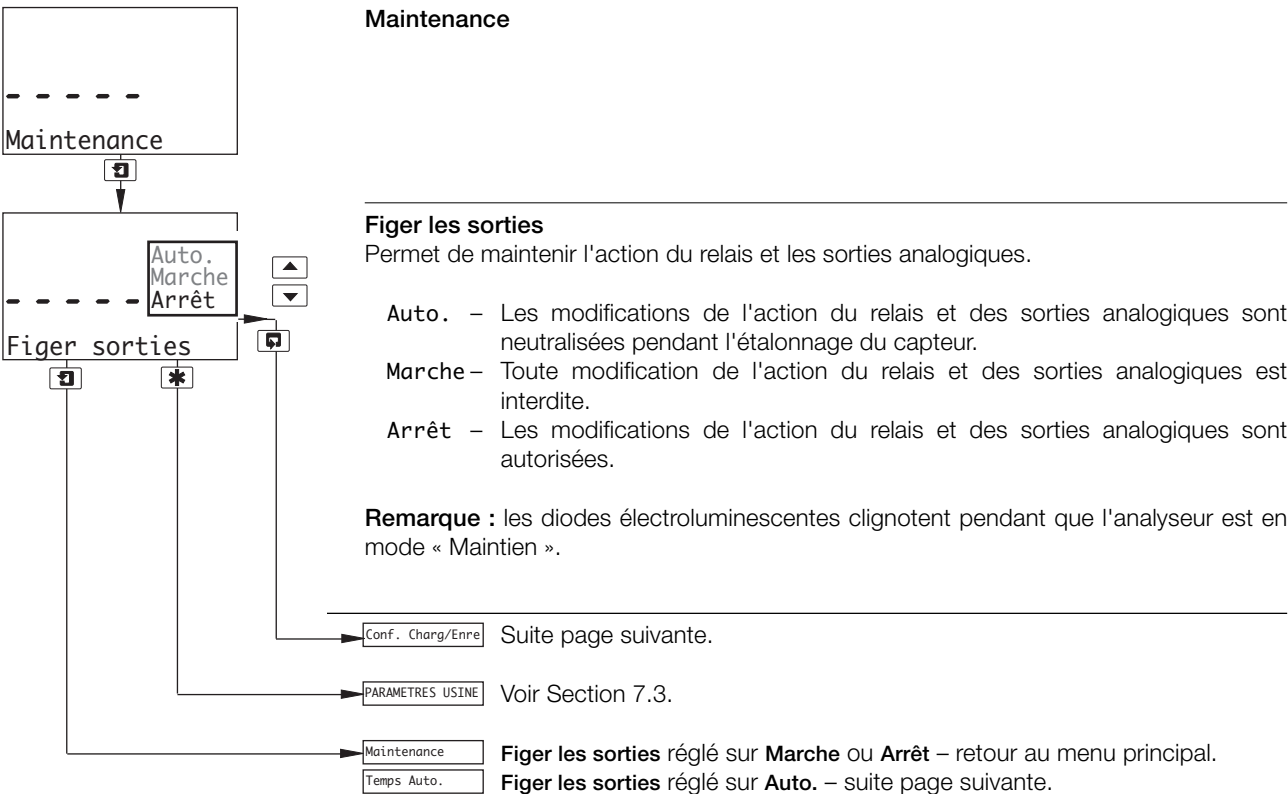 Maintenance
- - - - -
Maintenance
Figer les sorties
Permet de maintenir l'action du relais et les sorties analogiques.
Auto.
Marche
- - - - - Arrêt
Figer sorties
Auto. – Les modifications de l'action du relais et des sorties analogiques sont
neutralisées pendant l'étalonnage du capteur.
Marche – Toute modification de l'action du relais et des sorties analogiques est
interdite.
Arrêt – Les modifications de l'action du relais et des sorties analogiques sont
autorisées.
Remarque : les diodes électroluminescentes clignotent pendant que l'analyseur est en
mode « Maintien ».
Conf. Charg/Enre Suite page suivante.
PARAMETRES USINE Voir Section 7.3.
Maintenance Figer les sorties réglé sur Marche ou Arrêt – retour au menu principal.
Temps Auto. Figer les sorties réglé sur Auto. – suite page suivante.